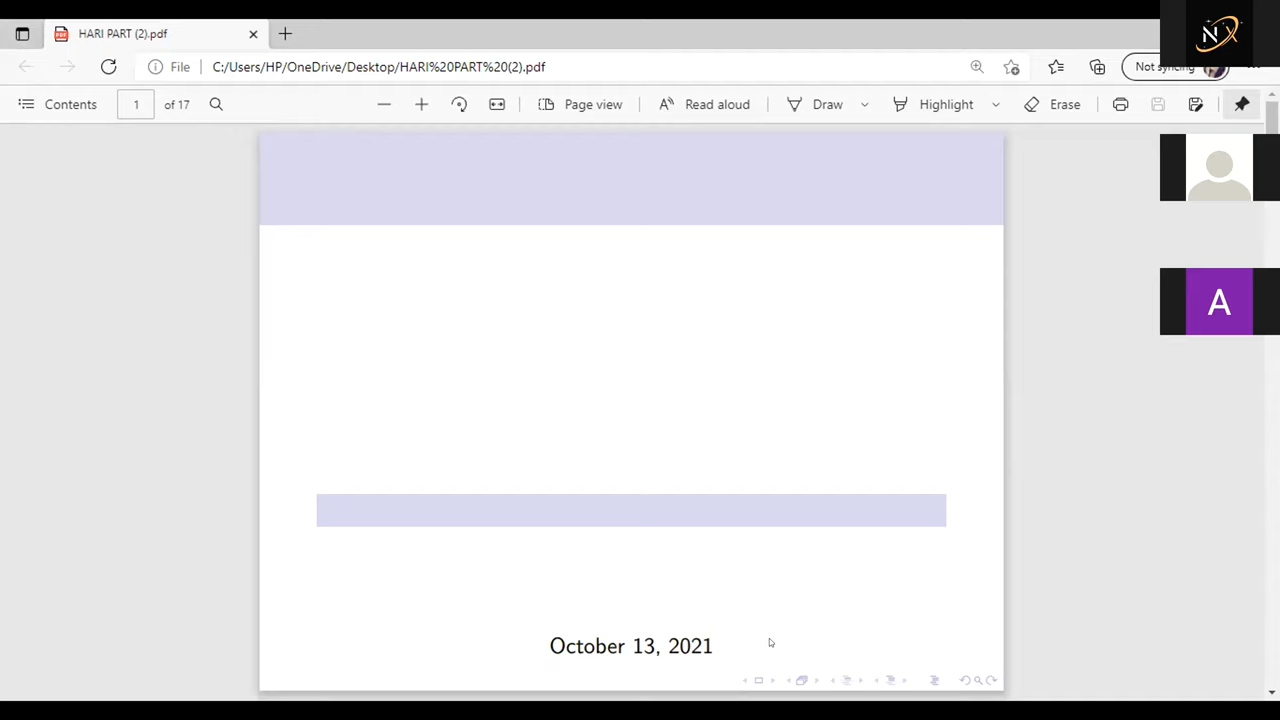 HARI PART (2).pdf
NX
File C:/Users/HP/OneDrive/Desktop/HARI%20PART%20(2).pdf Not syncing
Contents 1 of 17 Page view Read aloud Draw Highlight Erase
A
October 13, 2021